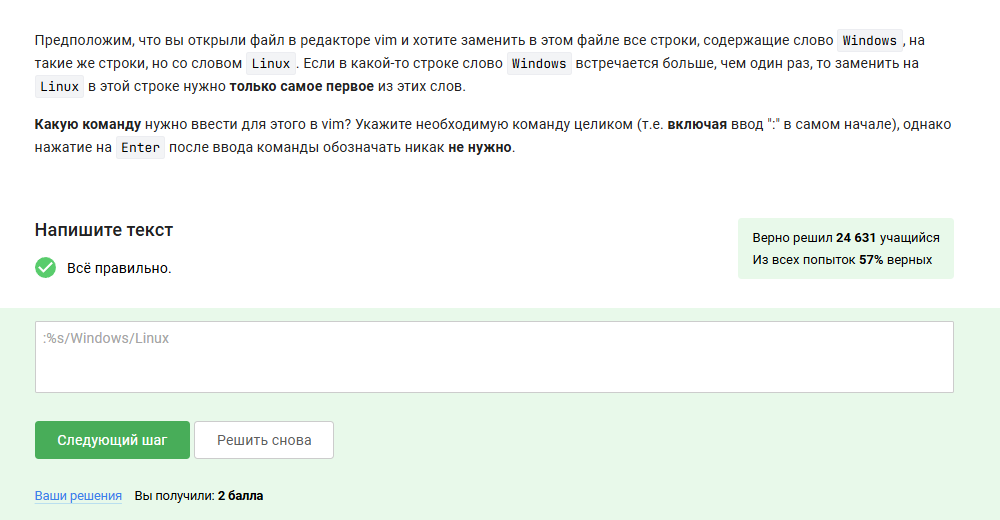 Предположим, что вы открыли файл в редакторе vim и хотите заменить в этом файле все строки, содержащие слово Windows, на
такие же строки, но со словом Linux. Если в какой-то строке слово Windows встречается больше, чем один раз, то заменить на
Linux в этой строке нужно только самое первое из этих слов.
Какую команду нужно ввести для этого в vim? Укажите необходимую команду целиком (т.е. включая ввод ":" в самом начале), однако
нажатие на Enter после ввода команды обозначать никак не нужно.
Напишите текст
Верно решил 24 631 учащийся
Из всех попыток 57% верных
Всё правильно.
:%s/Windows/Linux
Следующий шаг
Решить снова
Ваши решения Вы получили: 2 балла